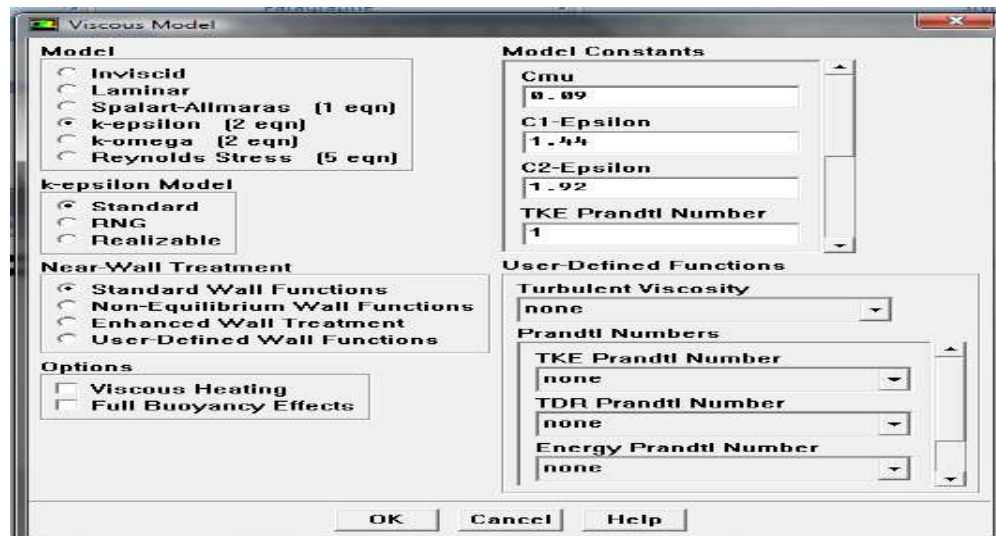 Viscous Model
Model
Inviscid
Laminar
Spalart-Allmaras (1 eqn)
k-epsilon (2 eqn)
k-omega (2 eqn)
Reynolds Stress (5 eqn)
k-epsilon Model
Standard
RNG
Realizable
Near-Wall Treatment
Standard Wall Functions
Non-Equilibrium Wall Functions
Enhanced Wall Treatment
User-Defined Wall Functions
Options
Viscous Heating
Full Buoyancy Effects
Model Constants
Cmu
0.09
C1-Epsilon
1.44
C2-Epsilon
1.92
TKE Prandtl Number
1
User-Defined Functions
Turbulent Viscosity
none
Prandtl Numbers
TKE Prandtl Number
none
TDR Prandtl Number
none
Energy Prandtl Number
none
OK Cancel Help